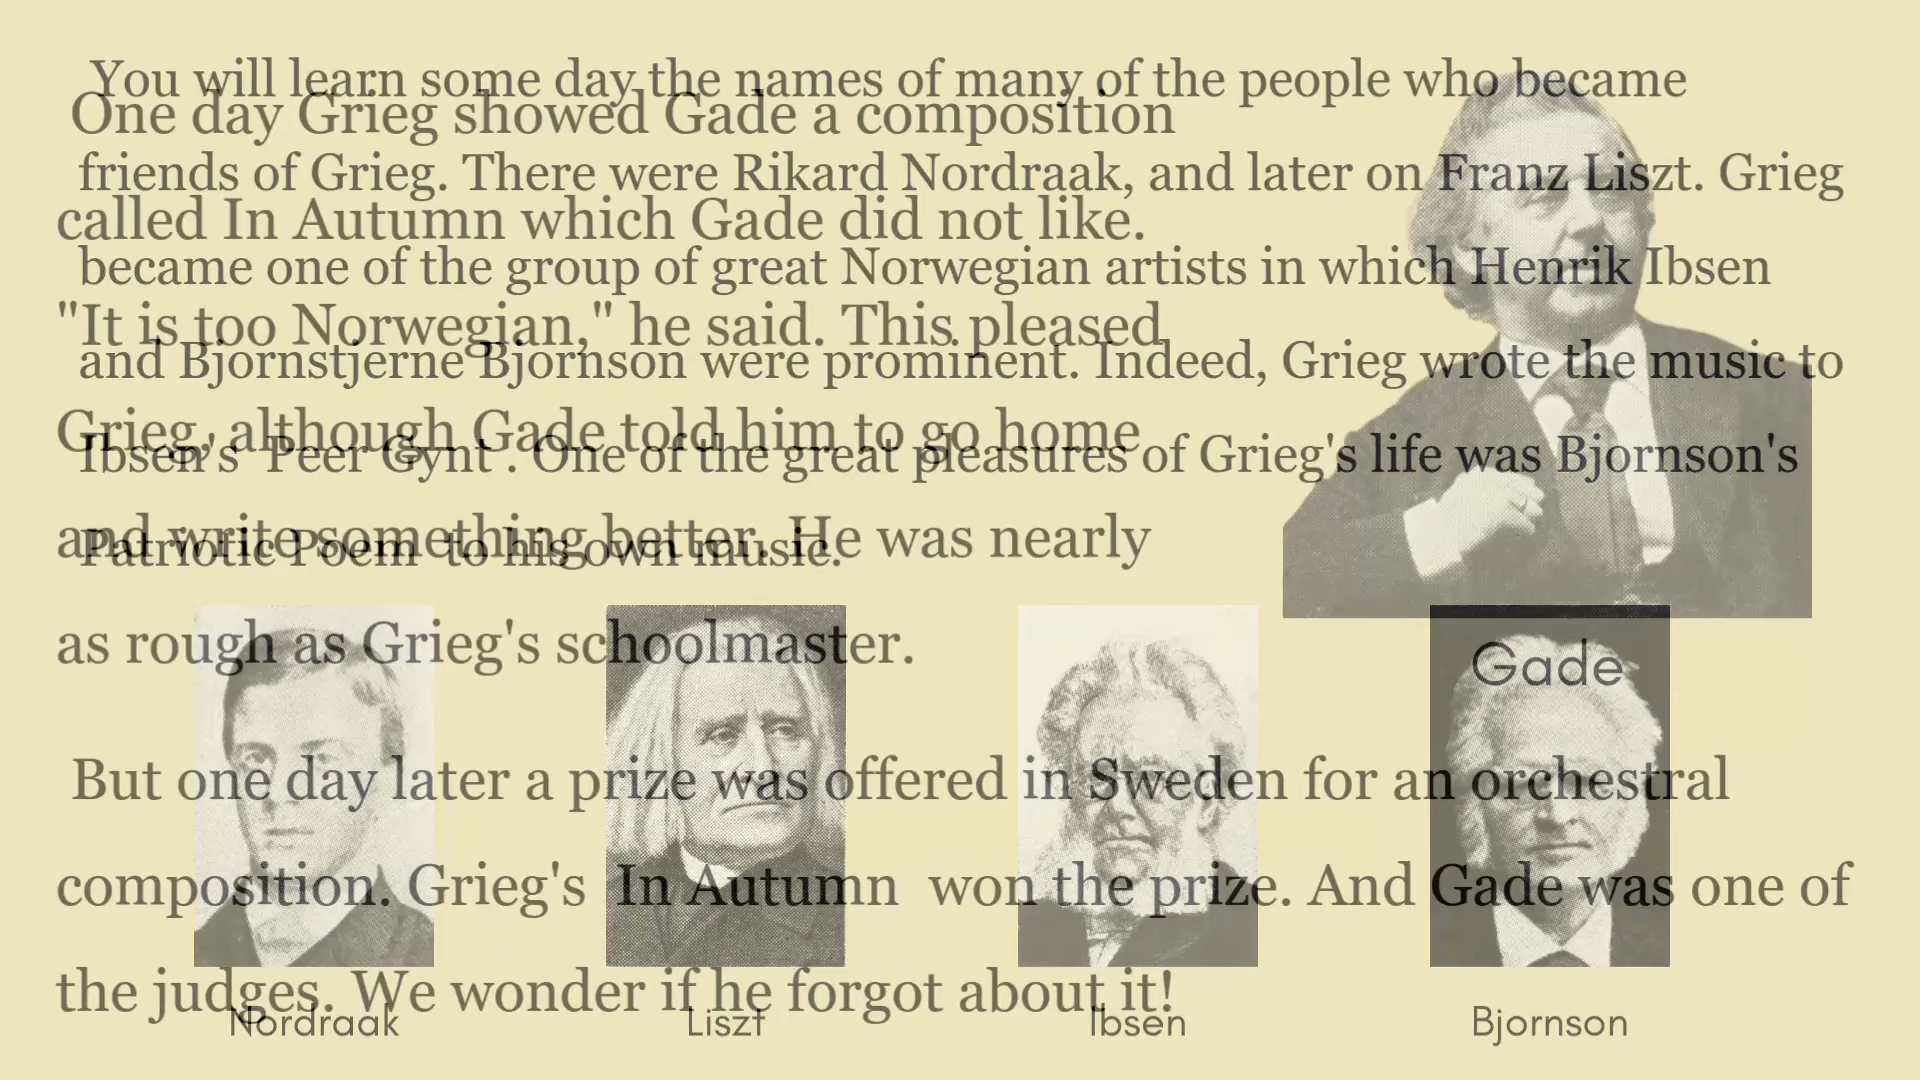 You will learn some day the names of many of the people who became
friends of Grieg. There were Rikard Nordraak, and later on Franz Liszt. Grieg
became one of the group of great Norwegian artists in which Henrik Ibsen
and Bjornstjerne Bjornson were prominent. Indeed, Grieg wrote the music to
Ibsen's Peer Gynt . One of the great pleasures of Grieg's life was Bjornson's
Patriotic Poem to his own music.
One day Grieg showed Gade a composition
called In Autumn which Gade did not like.
"It is too Norwegian," he said. This pleased
Grieg, although Gade told him to go home
and write something better. He was nearly
as rough as Grieg's schoolmaster.
Gade
But one day later a prize was offered in Sweden for an orchestral
composition. Grieg's In Autumn won the prize. And Gade was one of
the judges. We wonder if he forgot about it!
Nordraak
Liszt
Ibsen
Bjornson